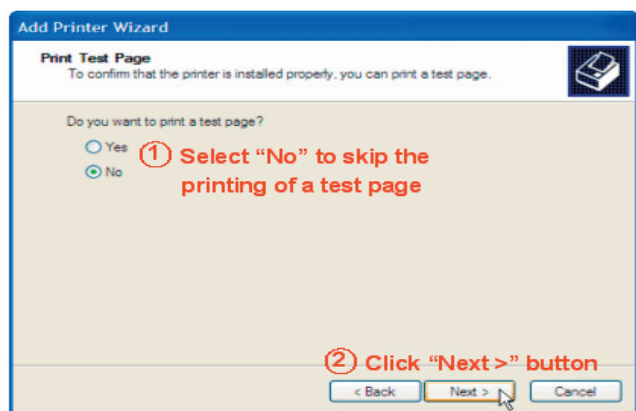 Add Printer Wizard
Print Test Page
To confirm that the printer is installed properly, you can print a test page.
Do you want to print a test page?
Yes
No
① Select “No” to skip the
printing of a test page
② Click “Next >” button
< Back
Next >
Cancel